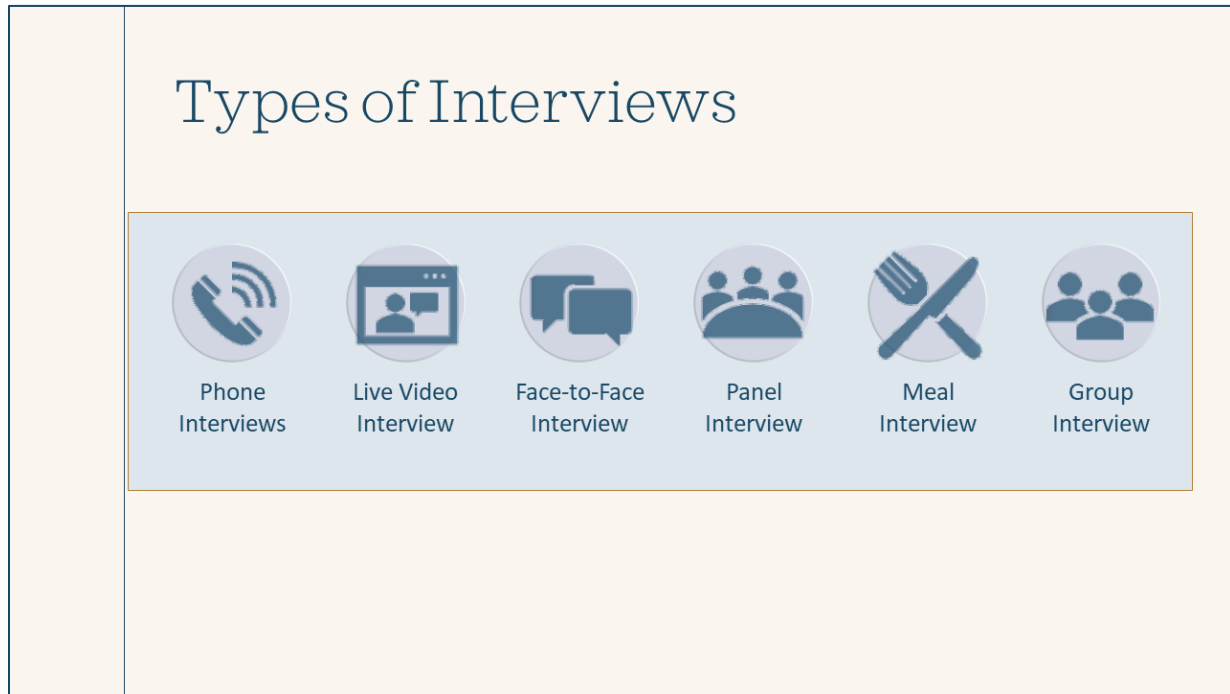 Types of Interviews
Phone
Interviews
Live Video
Interview
Face-to-Face
Interview
Panel
Interview
Meal
Interview
Group
Interview